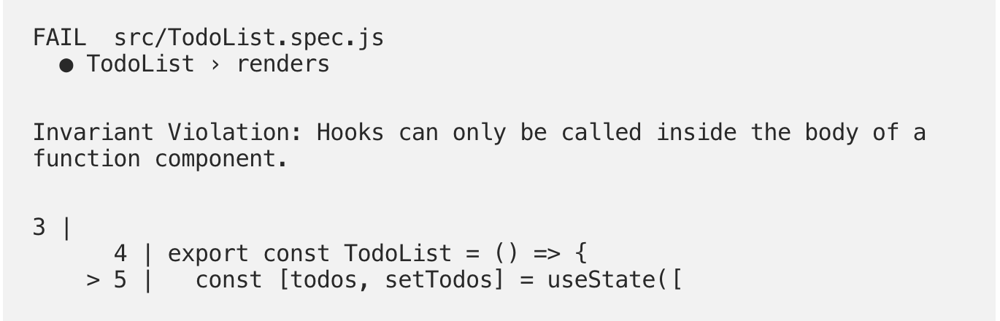 FAIL  src/TodoList.spec.js
  ● TodoList › renders
Invariant Violation: Hooks can only be called inside the body of a
function component.
3 |
      4 | export const TodoList = () => {
    > 5 |   const [todos, setTodos] = useState([